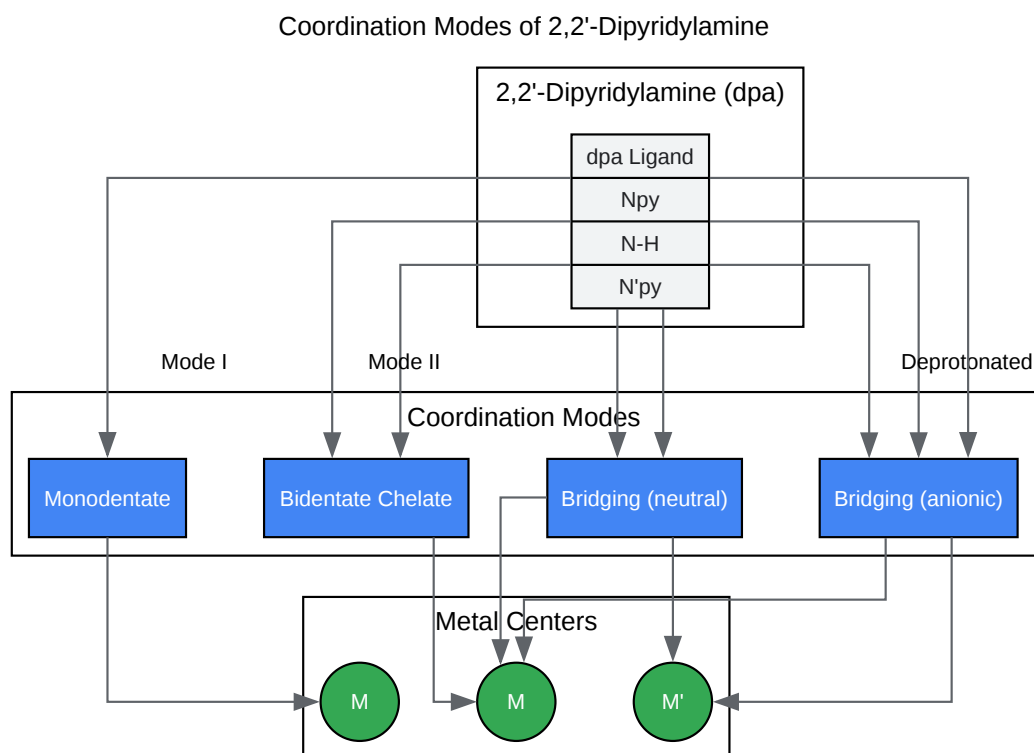 Coordination Modes of 2,2'-Dipyridylamine
2,2'-Dipyridylamine (dpa)
dpa Ligand
Npy
N-H
N'py
Mode I
Mode II
Deprotonated
Coordination Modes
Monodentate
Bidentate Chelate
Bridging (neutral)
Bridging (anionic)
Metal Centers
M
M
M'